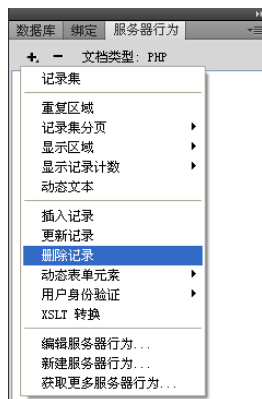 数据库 绑定 服务器行为
+. - 文档类型: PHP
记录集
重复区域
记录集分页
显示区域
显示记录计数
动态文本
插入记录
更新记录
删除记录
动态表单元素
用户身份验证
XSLT 转换
编辑服务器行为...
新建服务器行为...
获取更多服务器行为...